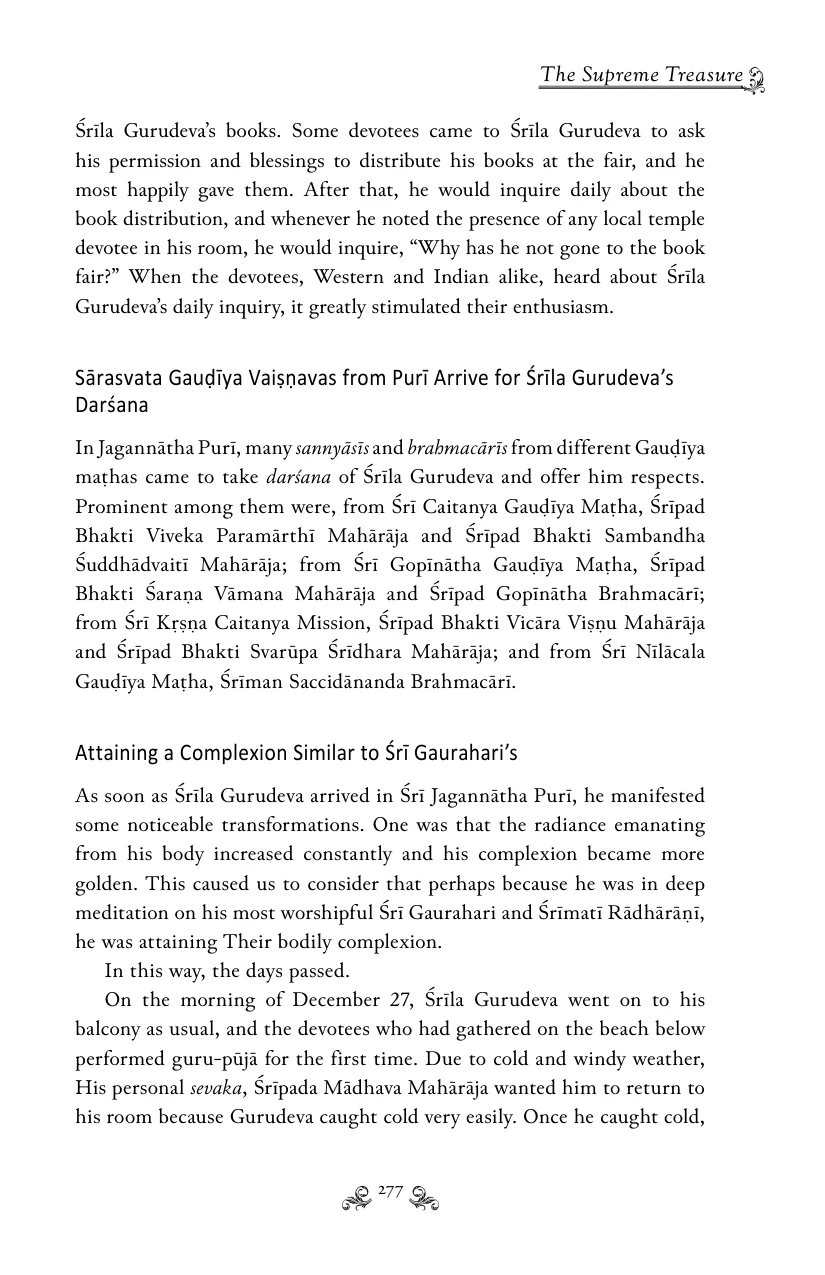 The Supreme Treasure
Śrīla Gurudeva’s books. Some devotees came to Śrīla Gurudeva to ask
his permission and blessings to distribute his books at the fair, and he
most happily gave them. After that, he would inquire daily about the
book distribution, and whenever he noted the presence of any local temple
devotee in his room, he would inquire, “Why has he not gone to the book
fair?” When the devotees, Western and Indian alike, heard about Śrīla
Gurudeva’s daily inquiry, it greatly stimulated their enthusiasm.
Sārasvata Gauḍīya Vaiṣṇavas from Purī Arrive for Śrīla Gurudeva’s
Darśana
In Jagannātha Purī, many sannyāsīs and brahmacārīs from different Gauḍīya
maṭhas came to take darśana of Śrīla Gurudeva and offer him respects.
Prominent among them were, from Śrī Caitanya Gauḍīya Maṭha, Śrīpad
Bhakti Viveka Paramārthī Mahārāja and Śrīpad Bhakti Sambandha
Śuddhādvaitī Mahārāja; from Śrī Gopīnātha Gauḍīya Maṭha, Śrīpad
Bhakti Śaraṇa Vāmana Mahārāja and Śrīpad Gopīnātha Brahmacārī;
from Śrī Kṛṣṇa Caitanya Mission, Śrīpad Bhakti Vicāra Viṣṇu Mahārāja
and Śrīpad Bhakti Svarūpa Śrīdhara Mahārāja; and from Śrī Nīlācala
Gauḍīya Maṭha, Śrīman Saccidānanda Brahmacārī.
Attaining a Complexion Similar to Śrī Gaurahari’s
As soon as Śrīla Gurudeva arrived in Śrī Jagannātha Purī, he manifested
some noticeable transformations. One was that the radiance emanating
from his body increased constantly and his complexion became more
golden. This caused us to consider that perhaps because he was in deep
meditation on his most worshipful Śrī Gaurahari and Śrīmatī Rādhārāṇī,
he was attaining Their bodily complexion.
In this way, the days passed.
On the morning of December 27, Śrīla Gurudeva went on to his
balcony as usual, and the devotees who had gathered on the beach below
performed guru-pūjā for the first time. Due to cold and windy weather,
His personal sevaka, Śrīpada Mādhava Mahārāja wanted him to return to
his room because Gurudeva caught cold very easily. Once he caught cold,
277